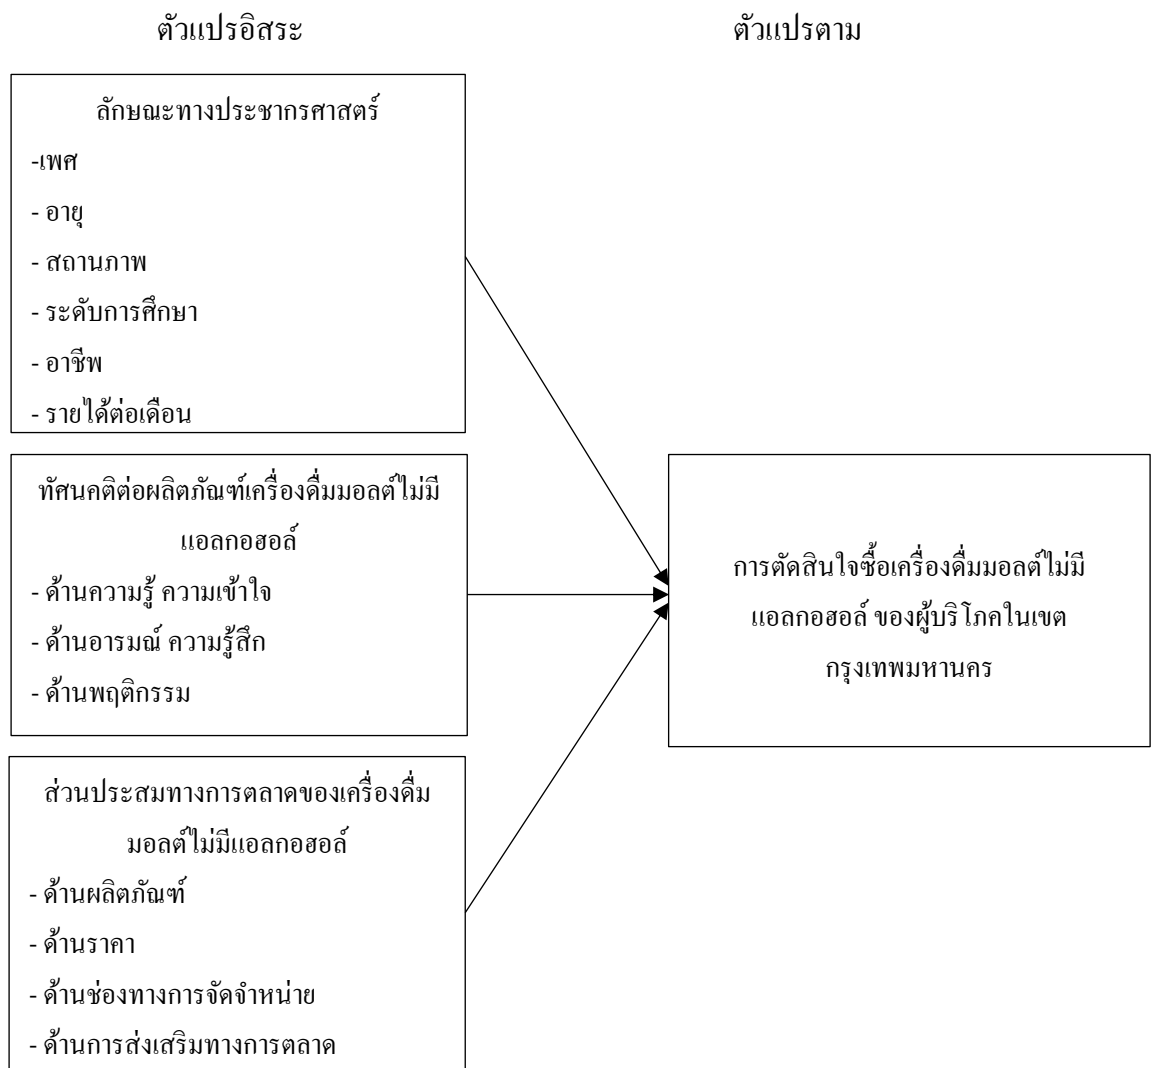 ตัวแปรอิสระ
ตัวแปรตาม
ลักษณะทางประชากรศาสตร์
-เพศ
- อายุ
- สถานภาพ
- ระดับการศึกษา
- อาชีพ
- รายได้ต่อเดือน
ทัศนคติต่อผลิตภัณฑ์เครื่องดื่มมอลต์ไม่มี
แอลกอฮอล์
- ด้านความรู้ ความเข้าใจ
- ด้านอารมณ์ ความรู้สึก
- ด้านพฤติกรรม
ส่วนประสมทางการตลาดของเครื่องดื่ม
มอลต์ไม่มีแอลกอฮอล์
- ด้านผลิตภัณฑ์
- ด้านราคา
- ด้านช่องทางการจัดจำหน่าย
- ด้านการส่งเสริมทางการตลาด
การตัดสินใจซื้อเครื่องดื่มมอลต์ไม่มี
แอลกอฮอล์ ของผู้บริโภคในเขต
กรุงเทพมหานคร